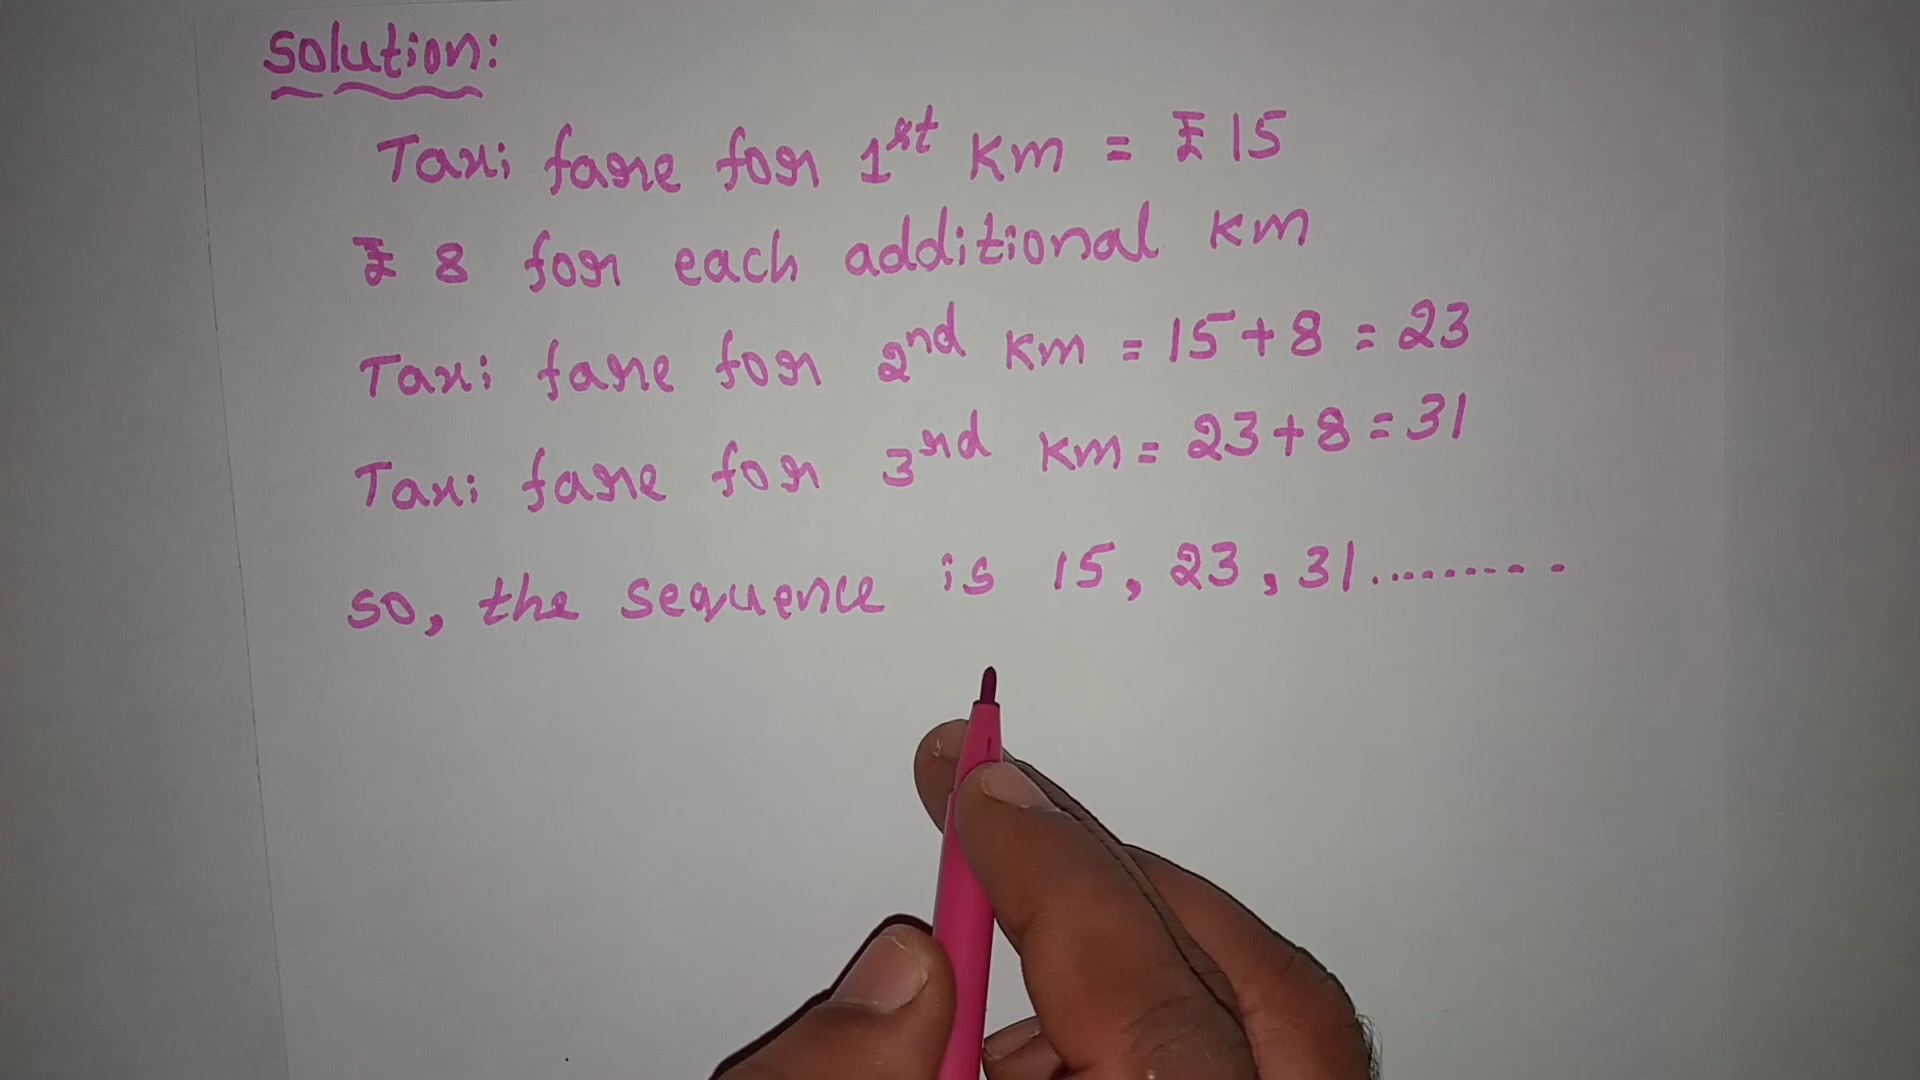 Solution:
Taxi fare for 1st Km = ₹ 15
₹ 8 for each additional Km
Taxi fare for 2nd Km = 15+8 = 23
Taxi fare for 3rd Km = 23+8 = 31
so, the sequence is 15, 23, 31.........